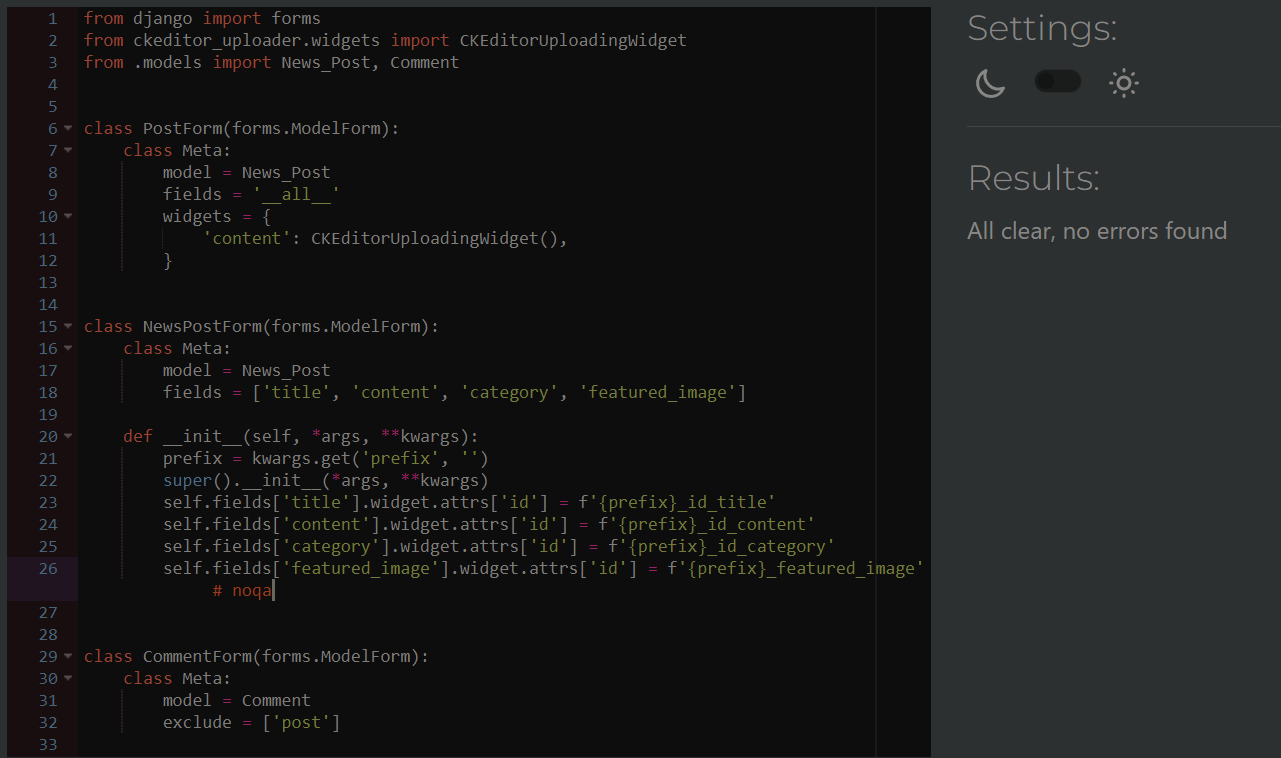 1 from django import forms
2 from ckeditor_uploader.widgets import CKEditorUploadingWidget
3 from .models import News_Post, Comment
4
5
6 class PostForm(forms.ModelForm):
7     class Meta:
8         model = News_Post
9         fields = '__all__'
10         widgets = {
11             'content': CKEditorUploadingWidget(),
12         }
13
14
15 class NewsPostForm(forms.ModelForm):
16     class Meta:
17         model = News_Post
18         fields = ['title', 'content', 'category', 'featured_image']
19
20     def __init__(self, *args, **kwargs):
21         prefix = kwargs.get('prefix', '')
22         super().__init__(*args, **kwargs)
23         self.fields['title'].widget.attrs['id'] = f'{prefix}_id_title'
24         self.fields['content'].widget.attrs['id'] = f'{prefix}_id_content'
25         self.fields['category'].widget.attrs['id'] = f'{prefix}_id_category'
26         self.fields['featured_image'].widget.attrs['id'] = f'{prefix}_featured_image'
# noqa
27
28
29 class CommentForm(forms.ModelForm):
30     class Meta:
31         model = Comment
32         exclude = ['post']
33
Settings:
Results:
All clear, no errors found